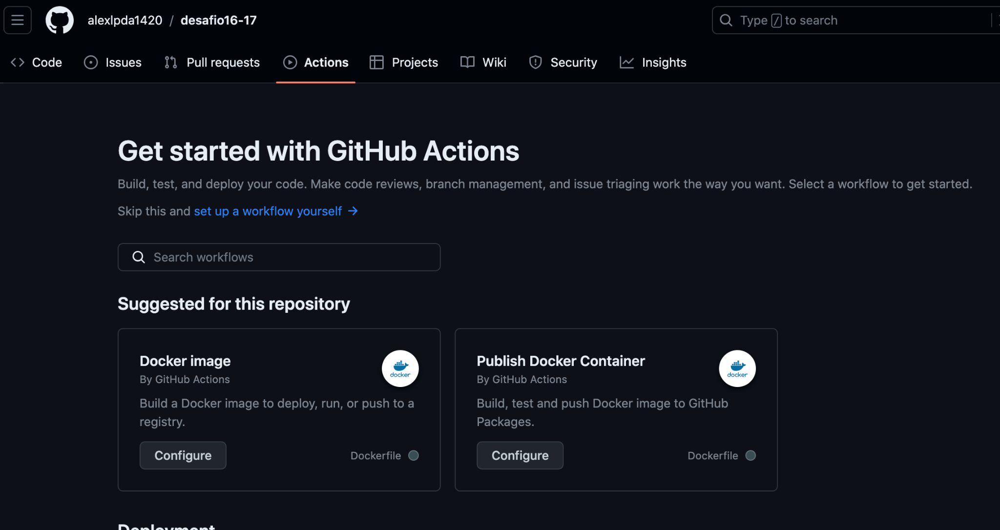 alexlpda1420 / desafio16-17
Type / to search
Code Issues Pull requests Actions Projects Wiki Security Insights
Get started with GitHub Actions
Build, test, and deploy your code. Make code reviews, branch management, and issue triaging work the way you want. Select a workflow to get started.
Skip this and set up a workflow yourself →
Search workflows
Suggested for this repository
Docker image
By GitHub Actions
docker
Build a Docker image to deploy, run, or push to a
registry.
Configure
Dockerfile
Publish Docker Container
By GitHub Actions
docker
Build, test and push Docker image to GitHub
Packages.
Configure
Dockerfile
Deployment